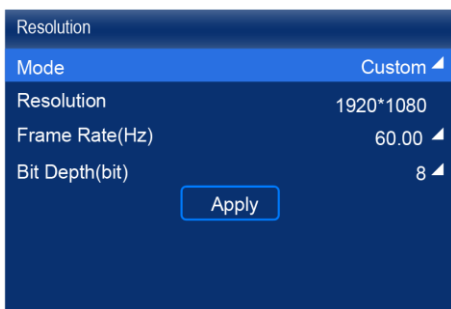 Resolution
Mode Custom
Resolution 1920*1080
Frame Rate(Hz) 60.00
Bit Depth(bit) 8
Apply